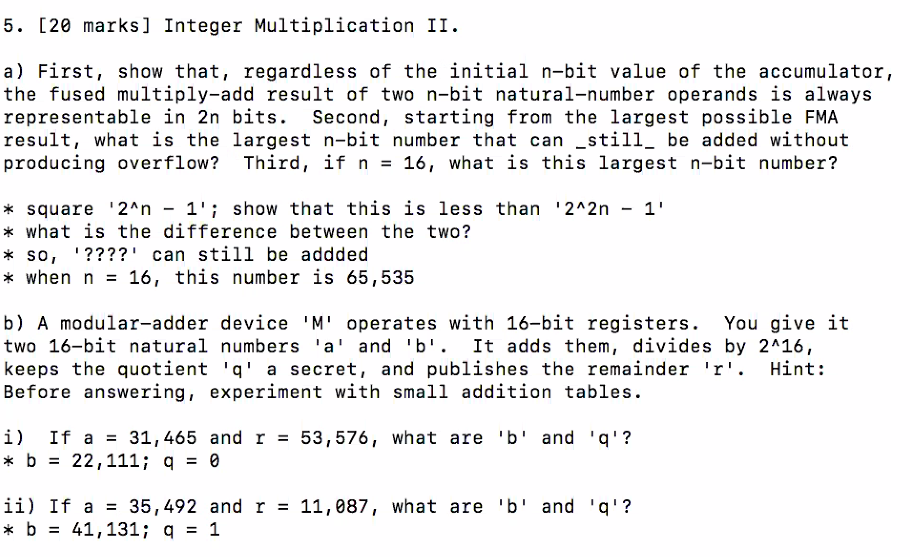 5. [20 marks] Integer Multiplication II.
a) First, show that, regardless of the initial n-bit value of the accumulator,
the fused multiply-add result of two n-bit natural-number operands is always
representable in 2n bits.  Second, starting from the largest possible FMA
result, what is the largest n-bit number that can _still_ be added without
producing overflow?  Third, if n = 16, what is this largest n-bit number?
* square '2^n - 1'; show that this is less than '2^2n - 1'
* what is the difference between the two?
* so, '????' can still be addded
* when n = 16, this number is 65,535
b) A modular-adder device 'M' operates with 16-bit registers.  You give it
two 16-bit natural numbers 'a' and 'b'.  It adds them, divides by 2^16,
keeps the quotient 'q' a secret, and publishes the remainder 'r'.  Hint:
Before answering, experiment with small addition tables.
i)  If a = 31,465 and r = 53,576, what are 'b' and 'q'?
* b = 22,111; q = 0
ii) If a = 35,492 and r = 11,087, what are 'b' and 'q'?
* b = 41,131; q = 1